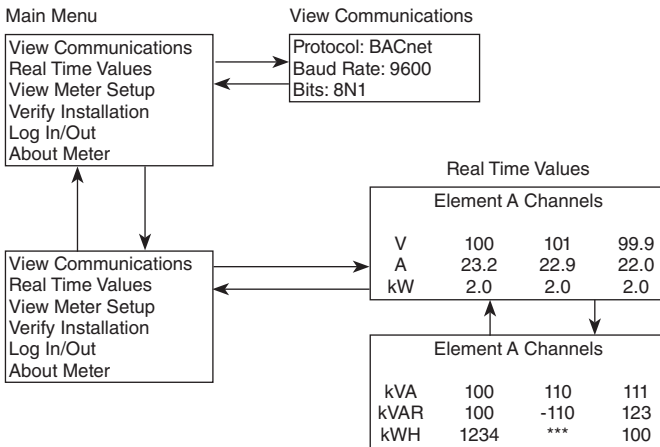 Main Menu
View Communications
Real Time Values
View Meter Setup
Verify Installation
Log In/Out
About Meter
View Communications
Protocol: BACnet
Baud Rate: 9600
Bits: 8N1
View Communications
Real Time Values
View Meter Setup
Verify Installation
Log In/Out
About Meter
Real Time Values
Element A Channels
V 100 101 99.9
A 23.2 22.9 22.0
kW 2.0 2.0 2.0
Element A Channels
kVA 100 110 111
kVAR 100 -110 123
kWH 1234 *** 100